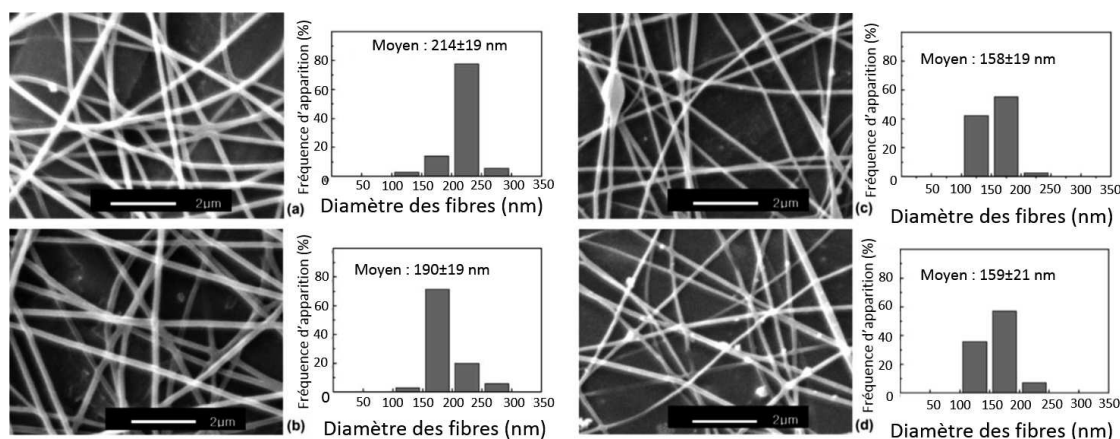 2μm
(a)
Fréquence d'apparition (%)
Moyen : 214±19 nm
80
60
40
20
0
50 100 150 200 250 300 350
Diamètre des fibres (nm)
2μm
(b)
Fréquence d'apparition (%)
Moyen : 190±19 nm
80
60
40
20
0
50 100 150 200 250 300 350
Diamètre des fibres (nm)
2μm
(c)
Fréquence d'apparition (%)
Moyen : 158±19 nm
80
60
40
20
0
50 100 150 200 250 300 350
Diamètre des fibres (nm)
2μm
(d)
Fréquence d'apparition (%)
Moyen : 159±21 nm
80
60
40
20
0
50 100 150 200 250 300 350
Diamètre des fibres (nm)